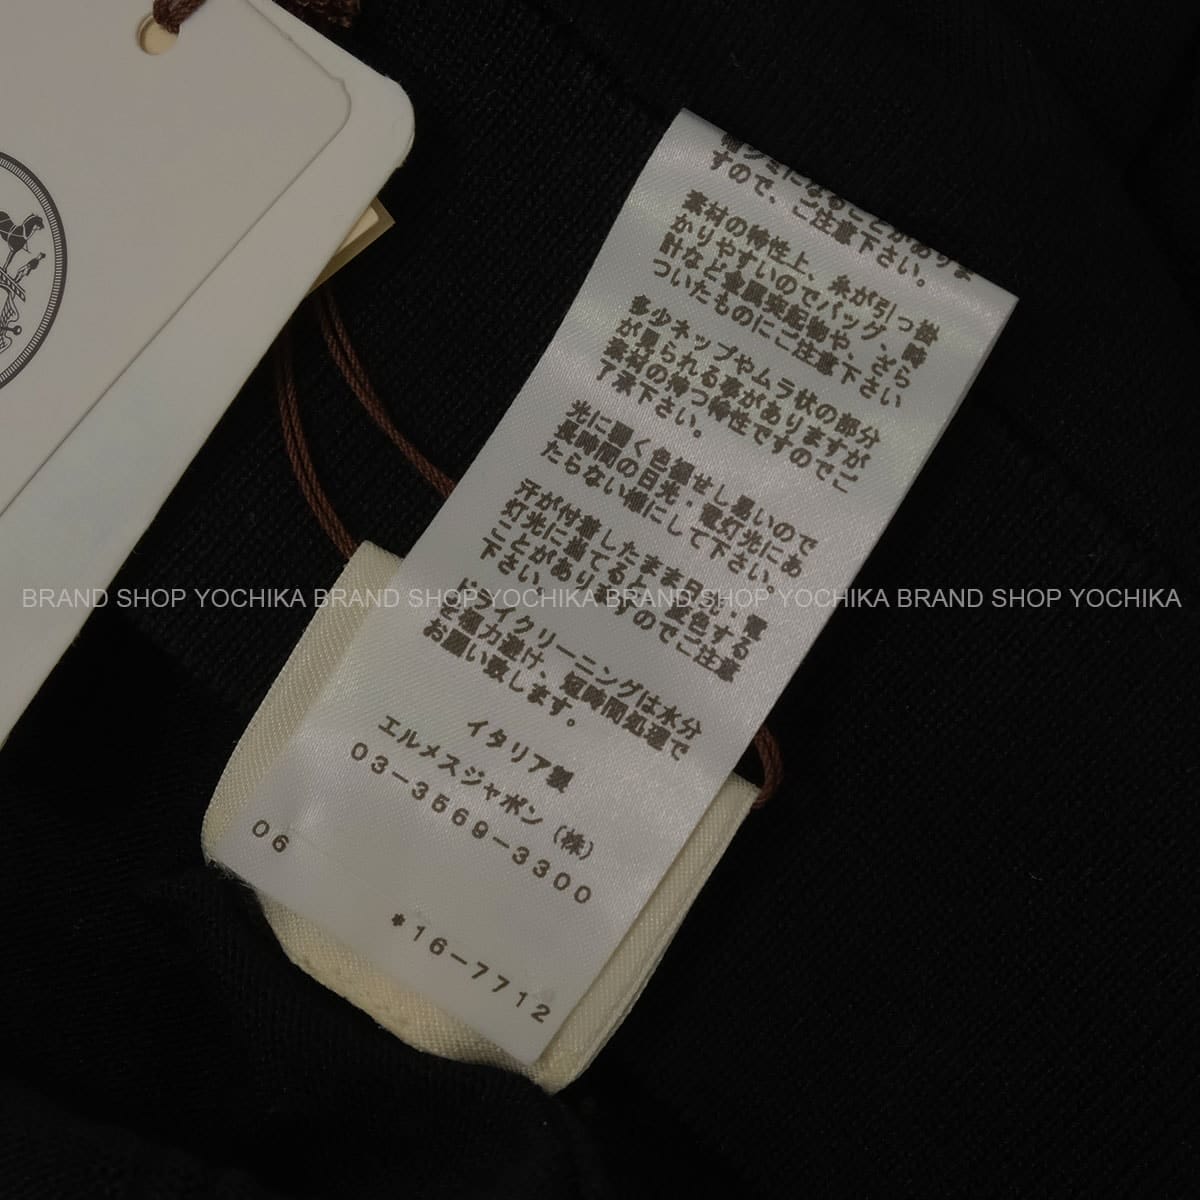 すので、ご注意下さい。
素材の特性上、糸が引っ掛
かりやすいのでバッグ、時
計など金属装飾物や、ざら
ついたものにご注意下さい
多少ネップやムラ状の部分
が見られる事がありますが
素材の持つ特性ですのでご
了承下さい。
光に弱く色褪せし易いので
長時間の日光・電灯光にあ
たらない様にして下さい。
汗が付着したまま日光・電
灯光に当てると、変色する
ことがありますのでご注意
下さい。
ドライクリーニングは水分
を極力避け、短時間処理で
お願い致します。
イタリア製
エルメスジャポン(株)
03-3569-3300
06
*16-7712
BRAND SHOP YOCHIKA BRAND SHOP YOCHIKA BRAND SHOP YOCHIKA BRAND SHOP YOCHIKA